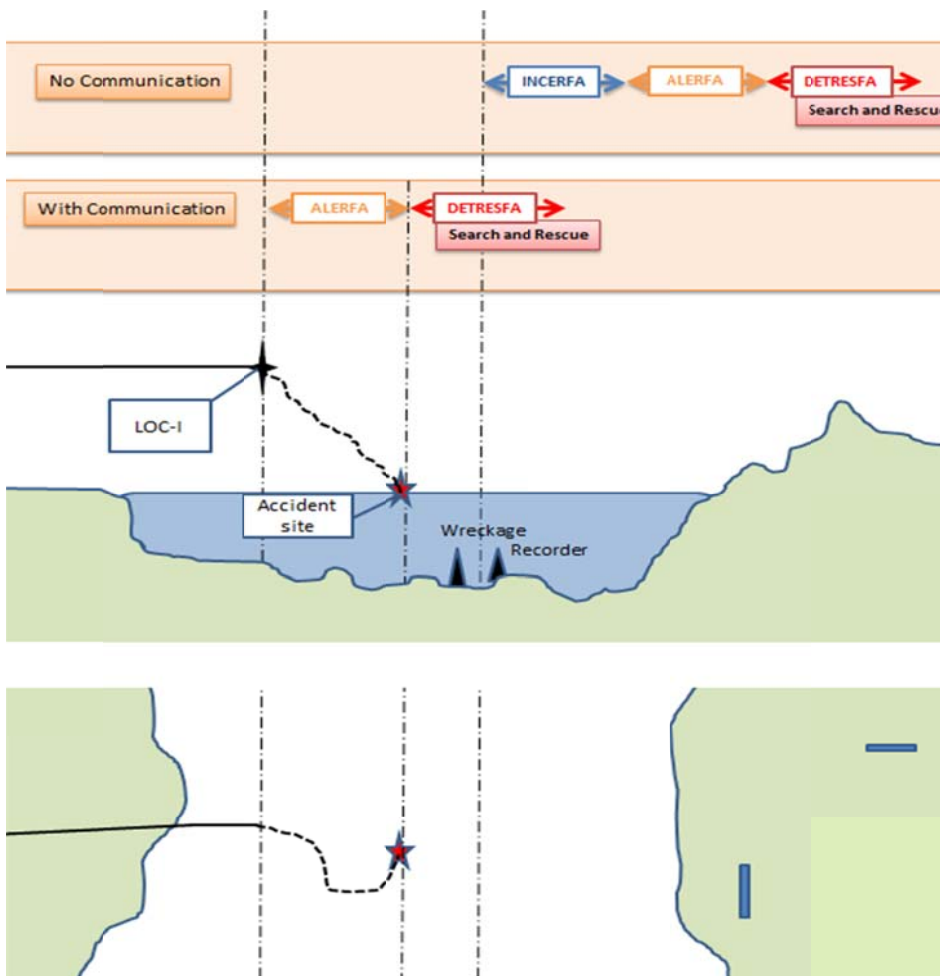 No Communication
INCERFA
ALERFA
DETRESFA
Search and Rescue
With Communication
ALERFA
DETRESFA
Search and Rescue
LOC-I
Accident
site
Wreckage
Recorder